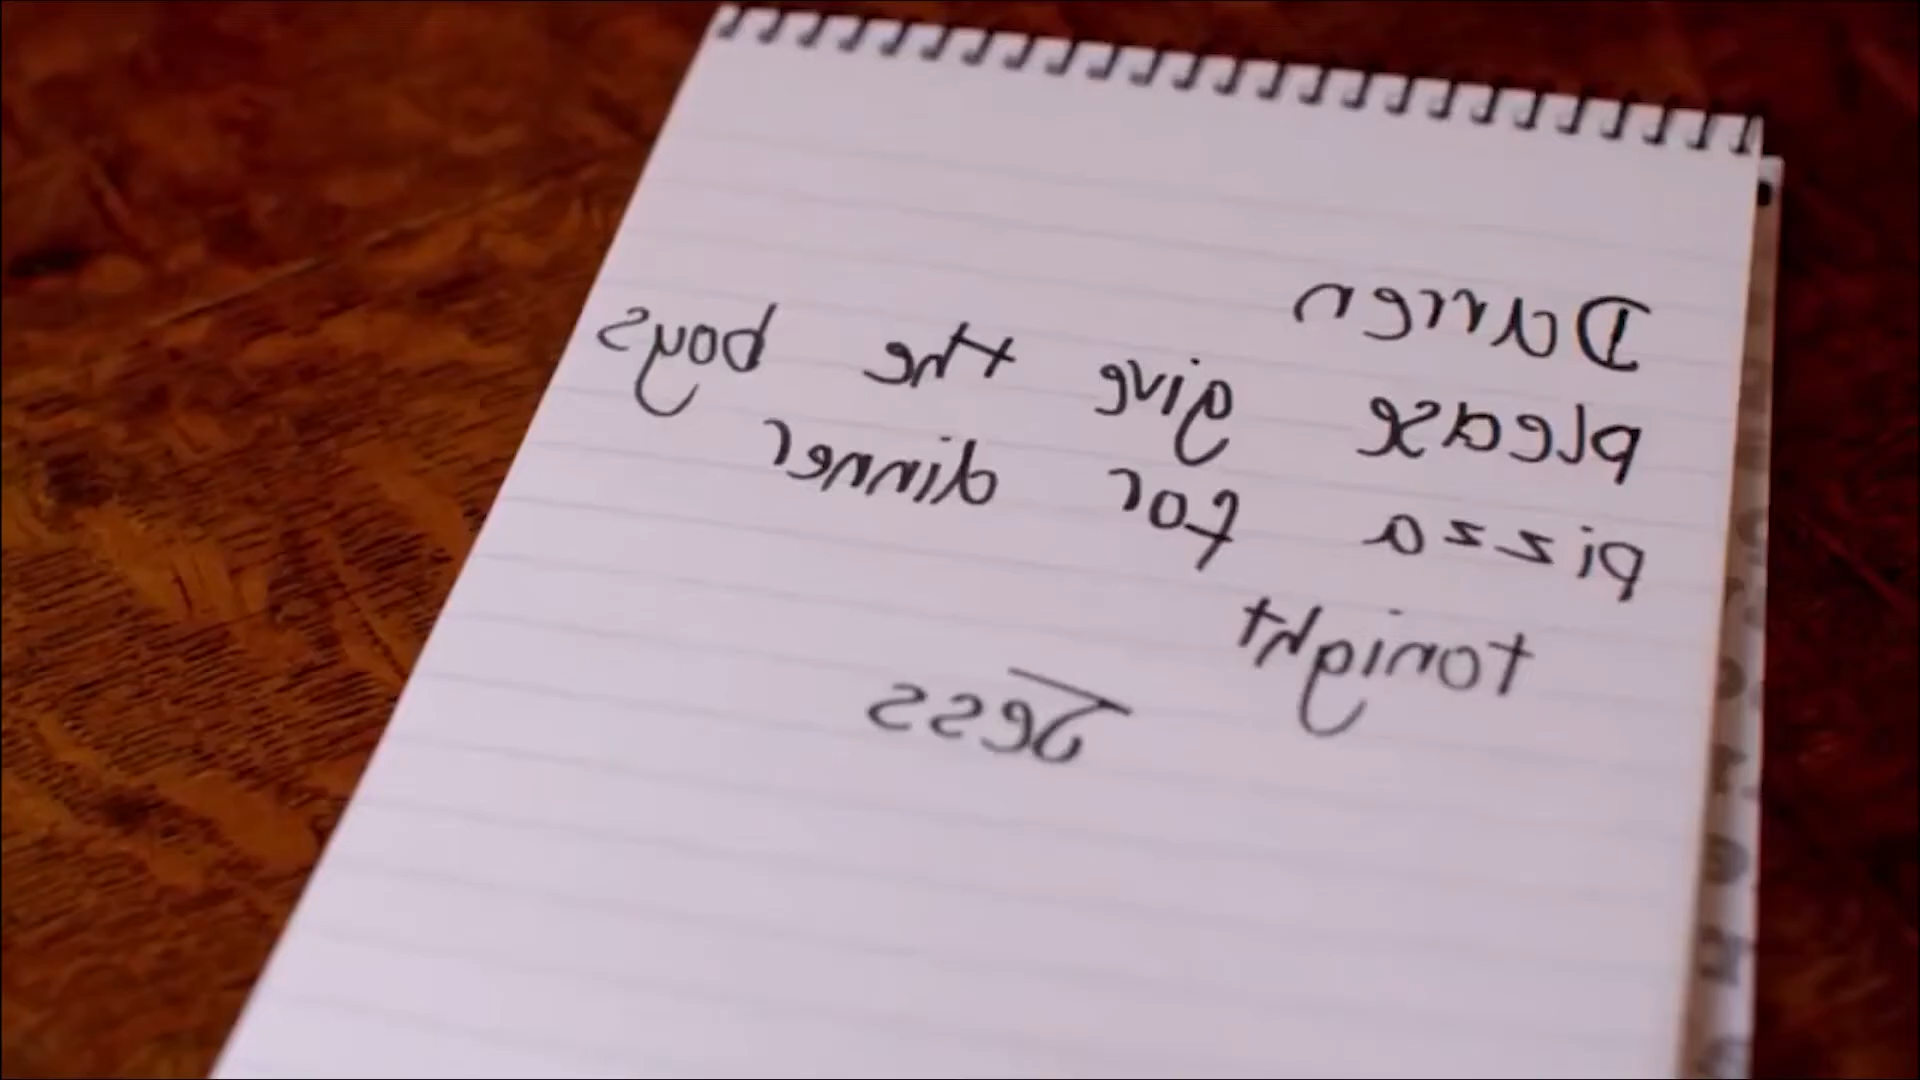 Darren
please give the boys
pizza for dinner
tonight
Jess